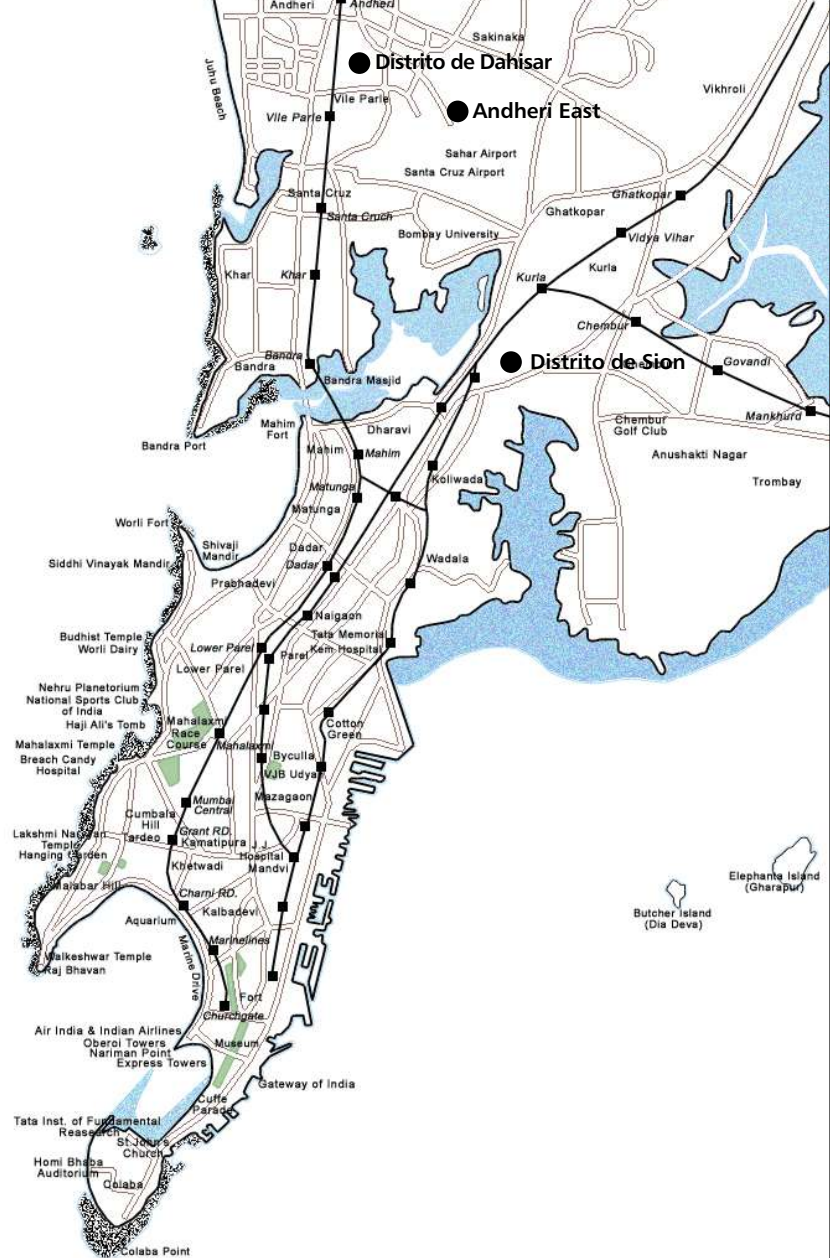 Andheri
Andheri
Sakinaka
Distrito de Dahisar
Juhu Beach
Vikhroli
Vile Parle
Andheri East
Vile Parle
Sahar Airport
Santa Cruz Airport
Santa Cruz
Ghatkopar
Ghatkopar
Santa Cruch
Bombay University
Vidya Vihar
Kurla
Khar
Khar
Kurla
Chembur
Bandra
Distrito de Sion
Govandi
Bandra
Bandra Masjid
Mankhurd
Mahim
Fort
Dharavi
Chembur
Golf Club
Bandra Port
Mahim
Mahim
Anushakti Nagar
Koliwada
Trombay
Matunga
Matunga
Worli Fort
Shivaji
Mandir
Dadar
Siddhi Vinayak Mandir
Dadar
Wadala
Prabhadevi
Naigaon
Budhist Temple
Worli Dairy
Tata Memorial
Kem Hospital
Lower Parel
Parel
Lower Parel
Nehru Planetorium
National Sports Club
of India
Haji Ali's Tomb
Mahalaxmi
Race
Course
Cotton
Green
Mahalaxmi Temple
Mahalaxmi
Breach Candy
Hospital
Byculla
VJB Udyan
Mazagaon
Mumbai
Central
Cumbala
Hill
Tardeo
Grant RD.
Kamatipura
Lakshmi Narayan
Temple
Hanging Garden
J.J.
Hospital
Mandvi
Khetwadi
Elephanta Island
(Gharapur)
Malabar Hill
Charni RD.
Kalbadevi
Butcher Island
(Dia Deva)
Aquarium
Marinelines
Marine Drive
Walkeshwar Temple
Raj Bhavan
Fort
Churchgate
Air India & Indian Airlines
Oberoi Towers
Nariman Point
Express Towers
Museum
Gateway of India
Cuffe
Parade
Tata Inst. of Fundamental
Reasearch
St.John's
Church
Homi Bhaba
Auditorium
Colaba
Colaba Point